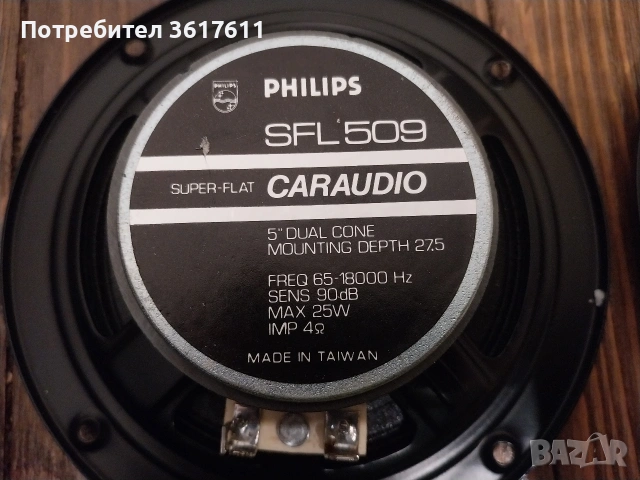 Потребител 3617611
PHILIPS
SFL 509
SUPER-FLAT CARAUDIO
5" DUAL CONE
MOUNTING DEPTH 27.5
FREQ 65-18000 Hz
SENS 90dB
MAX 25W
IMP 4Ω
MADE IN TAIWAN
BAZAR